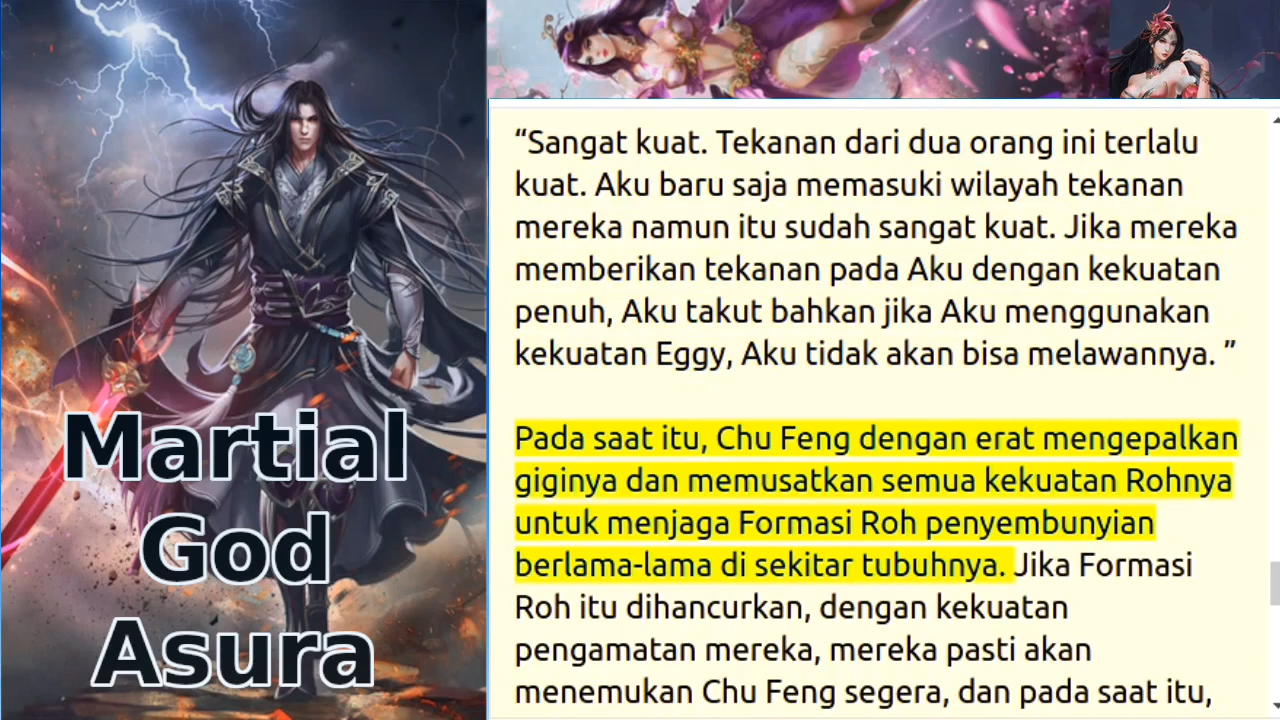 Martial
God
Asura
“Sangat kuat. Tekanan dari dua orang ini terlalu
kuat. Aku baru saja memasuki wilayah tekanan
mereka namun itu sudah sangat kuat. Jika mereka
memberikan tekanan pada Aku dengan kekuatan
penuh, Aku takut bahkan jika Aku menggunakan
kekuatan Eggy, Aku tidak akan bisa melawannya. ”
Pada saat itu, Chu Feng dengan erat mengepalkan
giginya dan memusatkan semua kekuatan Rohnya
untuk menjaga Formasi Roh penyembunyian
berlama-lama di sekitar tubuhnya. Jika Formasi
Roh itu dihancurkan, dengan kekuatan
pengamatan mereka, mereka pasti akan
menemukan Chu Feng segera, dan pada saat itu,